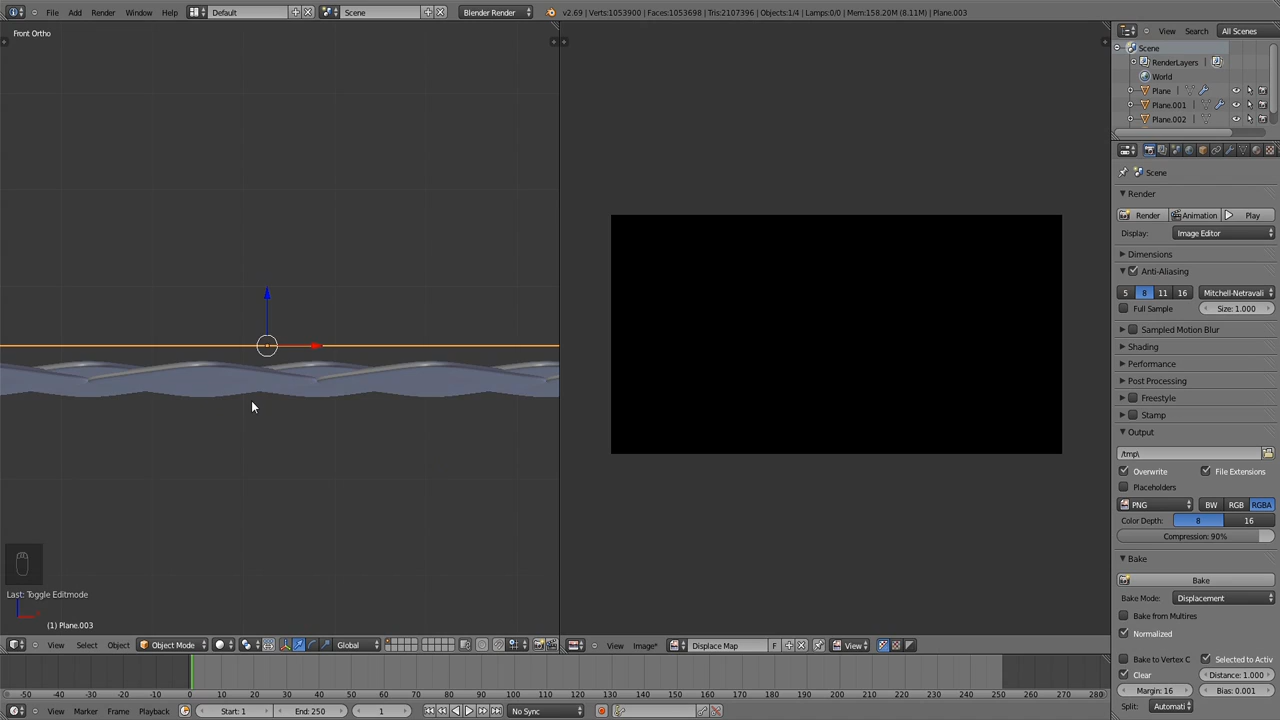 File Add Render Window Help Default Scene Blender Render v2.69 | Verts:1053900 | Faces:1053698 | Tris:2107396 | Objects:1/4 | Lamps:0/0 | Mem:158.20M (8.11M) | Plane.003
View Search All Scenes
Front Ortho
Scene
RenderLayers |
World
Plane |
Plane.001 |
Plane.002 |
Scene
Render
Render Animation Play
Display: Image Editor
Dimensions
Anti-Aliasing
5 8 11 16 Mitchell-Netravali
Full Sample Size: 1.000
Sampled Motion Blur
Shading
Performance
Post Processing
Freestyle
Stamp
Output
/tmp\
Overwrite File Extensions
Placeholders
PNG BW RGB RGBA
Color Depth: 8 16
Compression: 90%
Bake
Bake
Bake Mode: Displacement
Bake from Multires
Normalized
Bake to Vertex C Selected to Activ
Clear Distance: 1.000
Margin: 16 Bias: 0.001
Split: Automati
Last: Toggle Editmode
(1) Plane.003
View Select Object Object Mode Global
View Image* Displace Map F View
-50 -40 -30 -20 -10 0 10 20 30 40 50 60 70 80 90 100 110 120 130 140 150 160 170 180 190 200 210 220 230 240 250 260 270 280
View Marker Frame Playback Start: 1 End: 250 1 No Sync